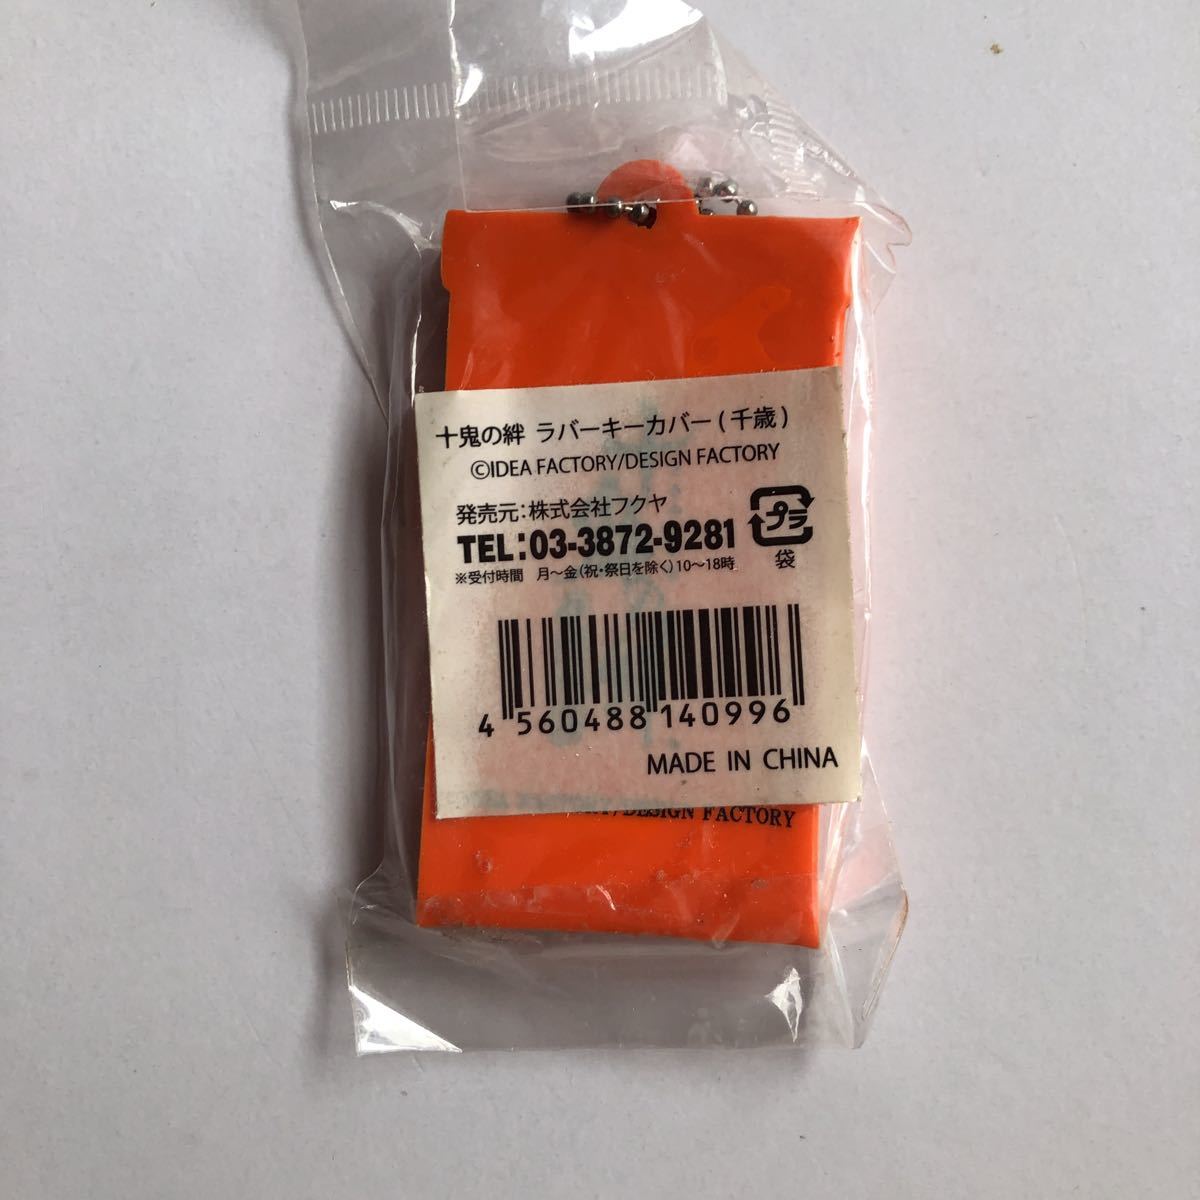 十鬼の絆 ラバーキーカバー(千歳)
©IDEA FACTORY/DESIGN FACTORY
発売元:株式会社フクヤ
TEL:03-3872-9281
プラ
袋
※受付時間 月～金(祝・祭日を除く)10～18時
4 560488 140996
MADE IN CHINA
/DESIGN FACTORY